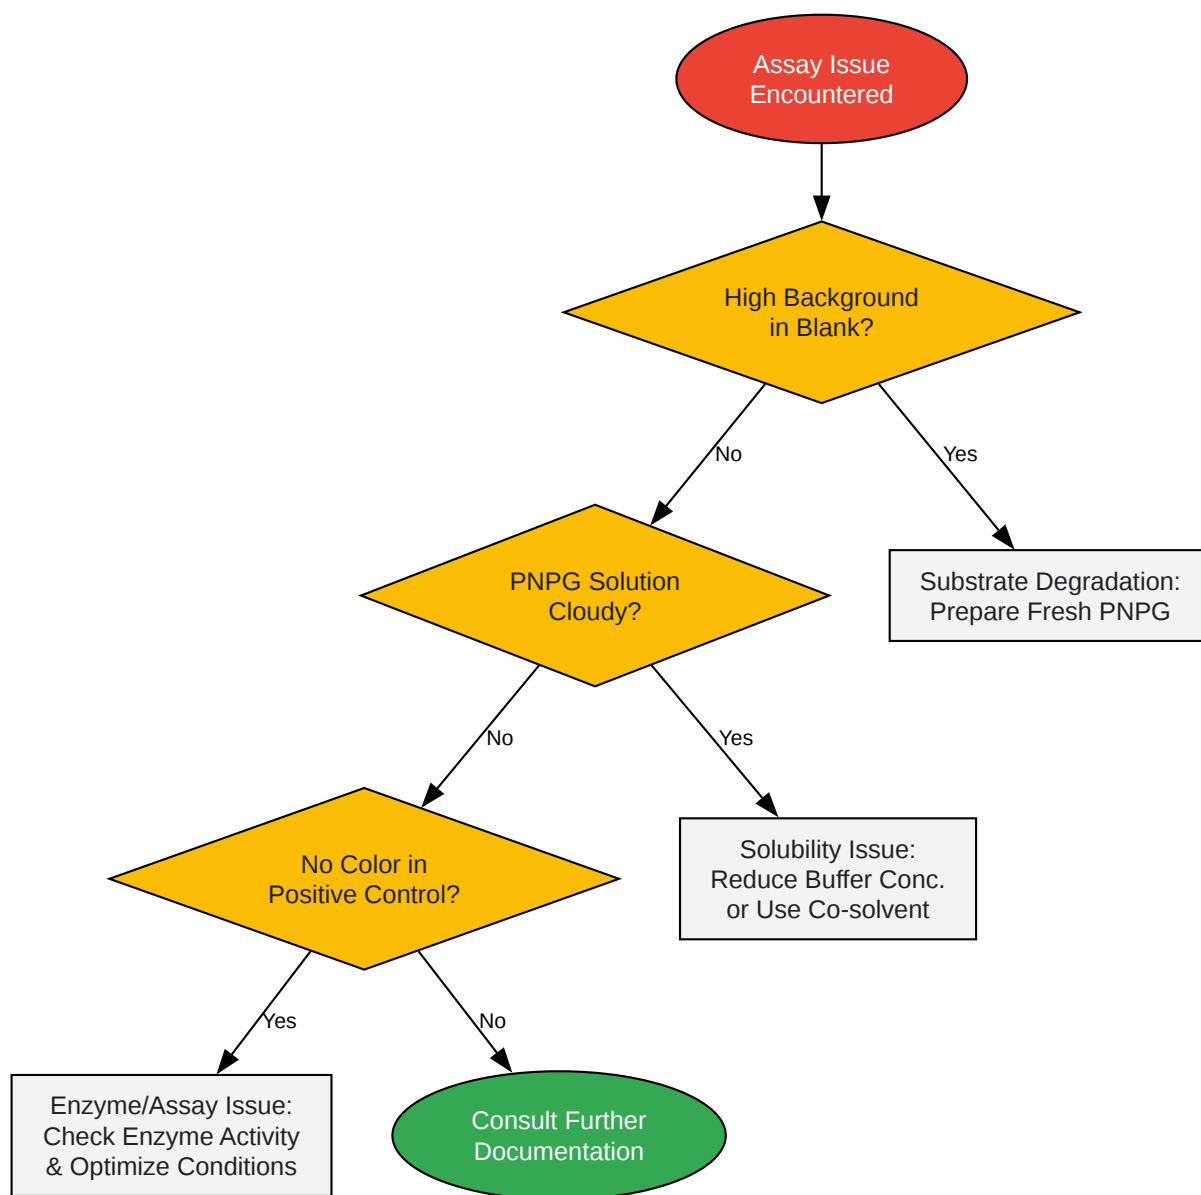 Assay Issue
Encountered
High Background
in Blank?
No
Yes
PNPG Solution
Cloudy?
Substrate Degradation:
Prepare Fresh PNPG
No
Yes
No Color in
Positive Control?
Solubility Issue:
Reduce Buffer Conc.
or Use Co-solvent
Yes
No
Enzyme/Assay Issue:
Check Enzyme Activity
& Optimize Conditions
Consult Further
Documentation